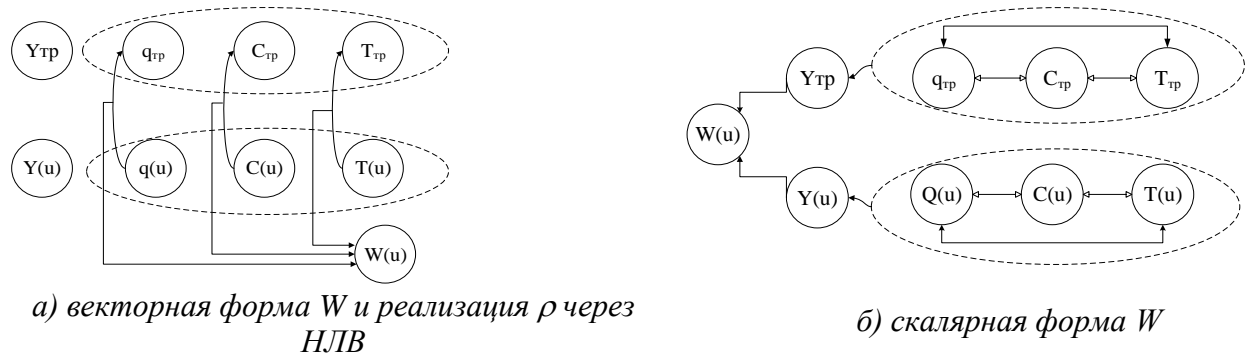 Yтр
qтр
Cтр
Tтр
Y(u)
q(u)
C(u)
T(u)
W(u)
а) векторная форма W и реализация ρ через
НЛВ
W(u)
Yтр
qтр
Cтр
Tтр
Y(u)
Q(u)
C(u)
T(u)
б) скалярная форма W